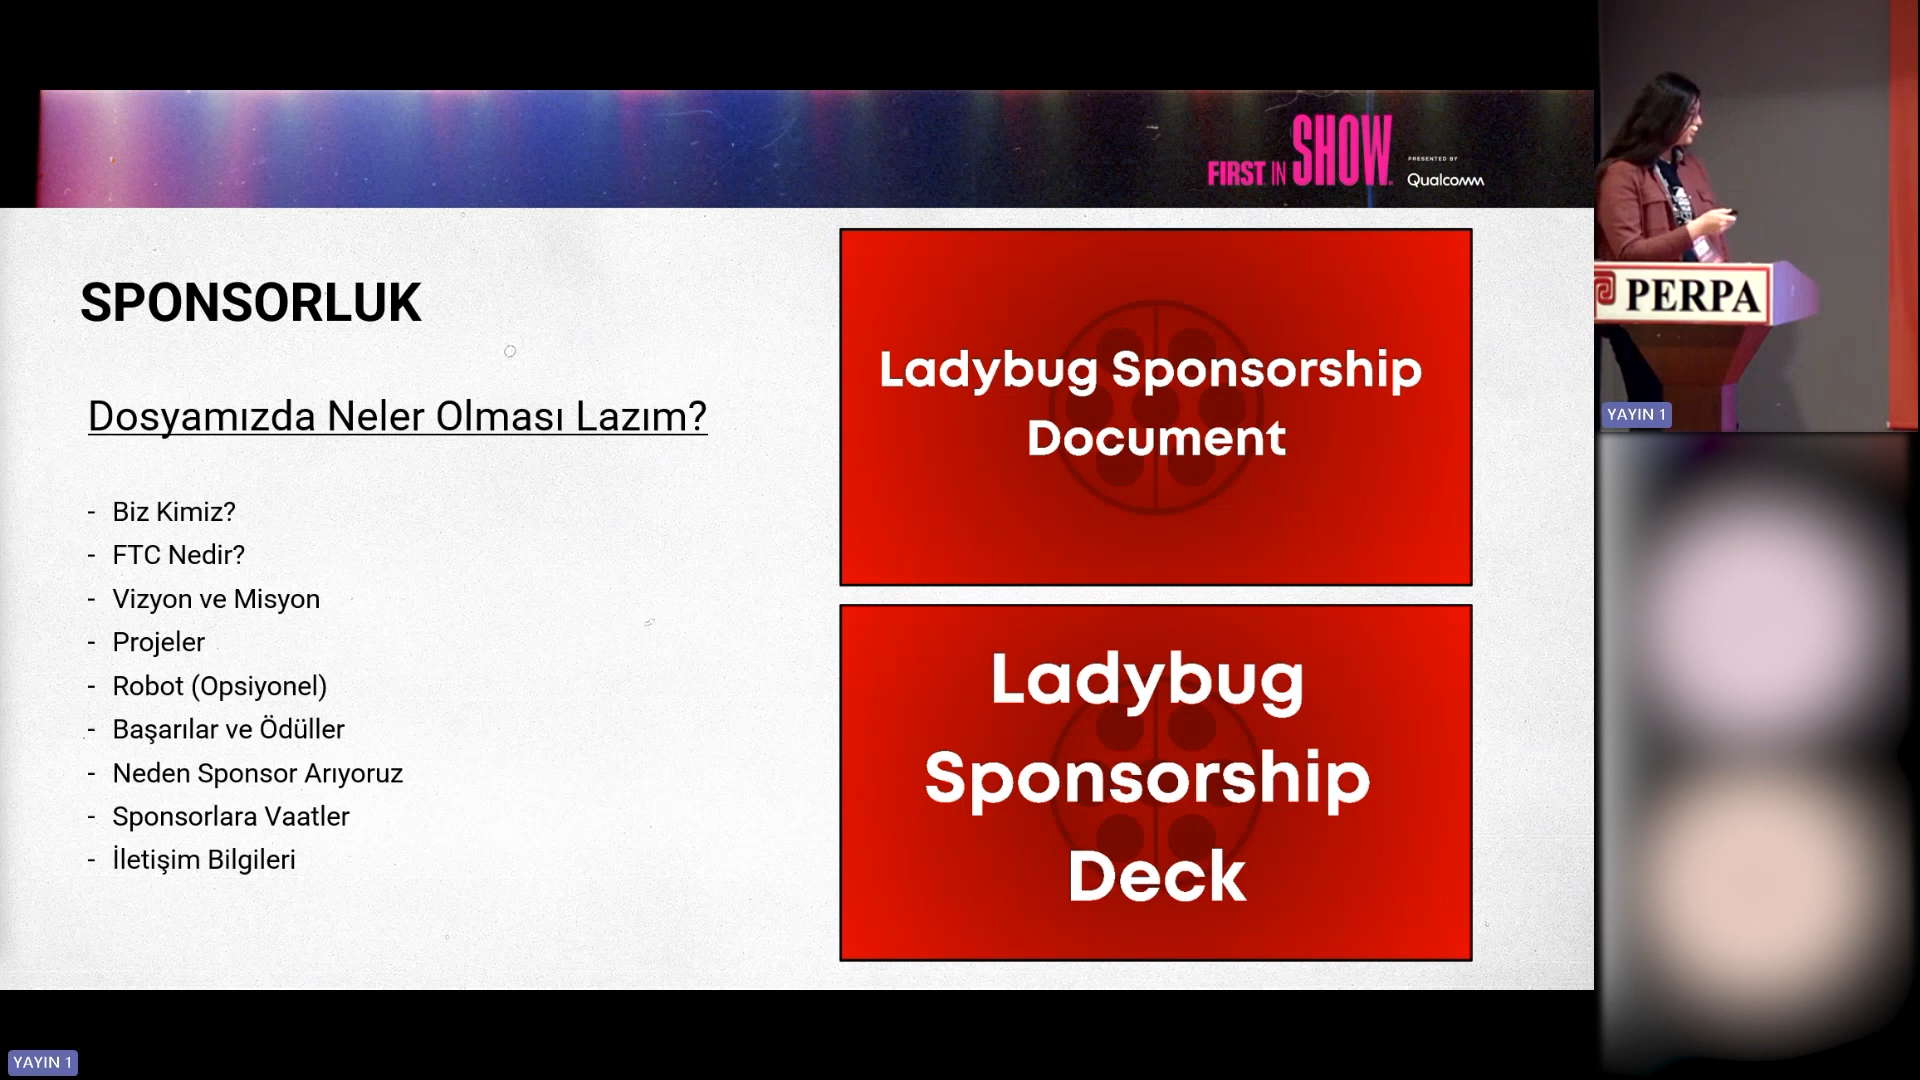 FIRST IN SHOW
PRESENTED BY
Qualcomm
SPONSORLUK
Dosyamızda Neler Olması Lazım?
- Biz Kimiz?
- FTC Nedir?
- Vizyon ve Misyon
- Projeler
- Robot (Opsiyonel)
- Başarılar ve Ödüller
- Neden Sponsor Arıyoruz
- Sponsorlara Vaatler
- İletişim Bilgileri
Ladybug Sponsorship
Document
Ladybug
Sponsorship
Deck
PERPA
YAYIN 1
YAYIN 1